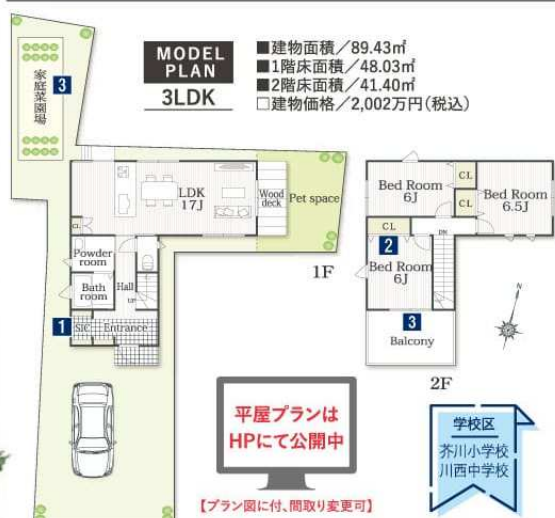 MODEL
PLAN
3LDK
■建物面積／89.43㎡
■1階床面積／48.03㎡
■2階床面積／41.40㎡
□建物価格／2,002万円(税込)
家庭菜園場
3
LDK
17J
Wood
deck
Pet space
Powder
room
Bath
room
Hall
UP
1
SIC
Entrance
1F
Bed Room
6J
CL
CL
Bed Room
6.5J
CL
DN
2
Bed Room
6J
3
Balcony
2F
N
平屋プランは
HPにて公開中
【プラン図に付、間取り変更可】
学校区
芥川小学校
川西中学校